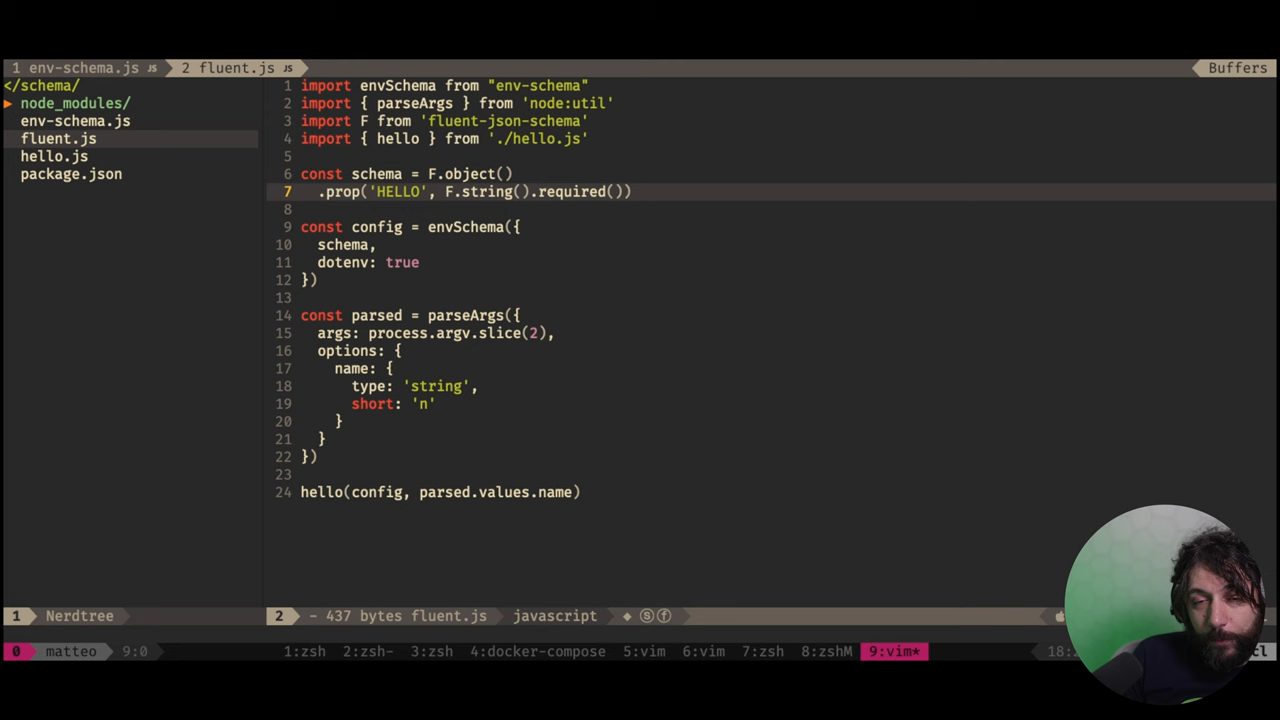 1 env-schema.js JS 2 fluent.js JS Buffers
</schema/
▸ node_modules/
env-schema.js
fluent.js
hello.js
package.json
1 import envSchema from "env-schema"
2 import { parseArgs } from 'node:util'
3 import F from 'fluent-json-schema'
4 import { hello } from './hello.js'
5
6 const schema = F.object()
7 .prop('HELLO', F.string().required())
8
9 const config = envSchema({
10 schema,
11 dotenv: true
12 })
13
14 const parsed = parseArgs({
15 args: process.argv.slice(2),
16 options: {
17 name: {
18 type: 'string',
19 short: 'n'
20 }
21 }
22 })
23
24 hello(config, parsed.values.name)
1 Nerdtree 2 - 437 bytes fluent.js javascript ◆ ⓢⓕ
0 matteo 9:0 1:zsh 2:zsh- 3:zsh 4:docker-compose 5:vim 6:vim 7:zsh 8:zshM 9:vim*